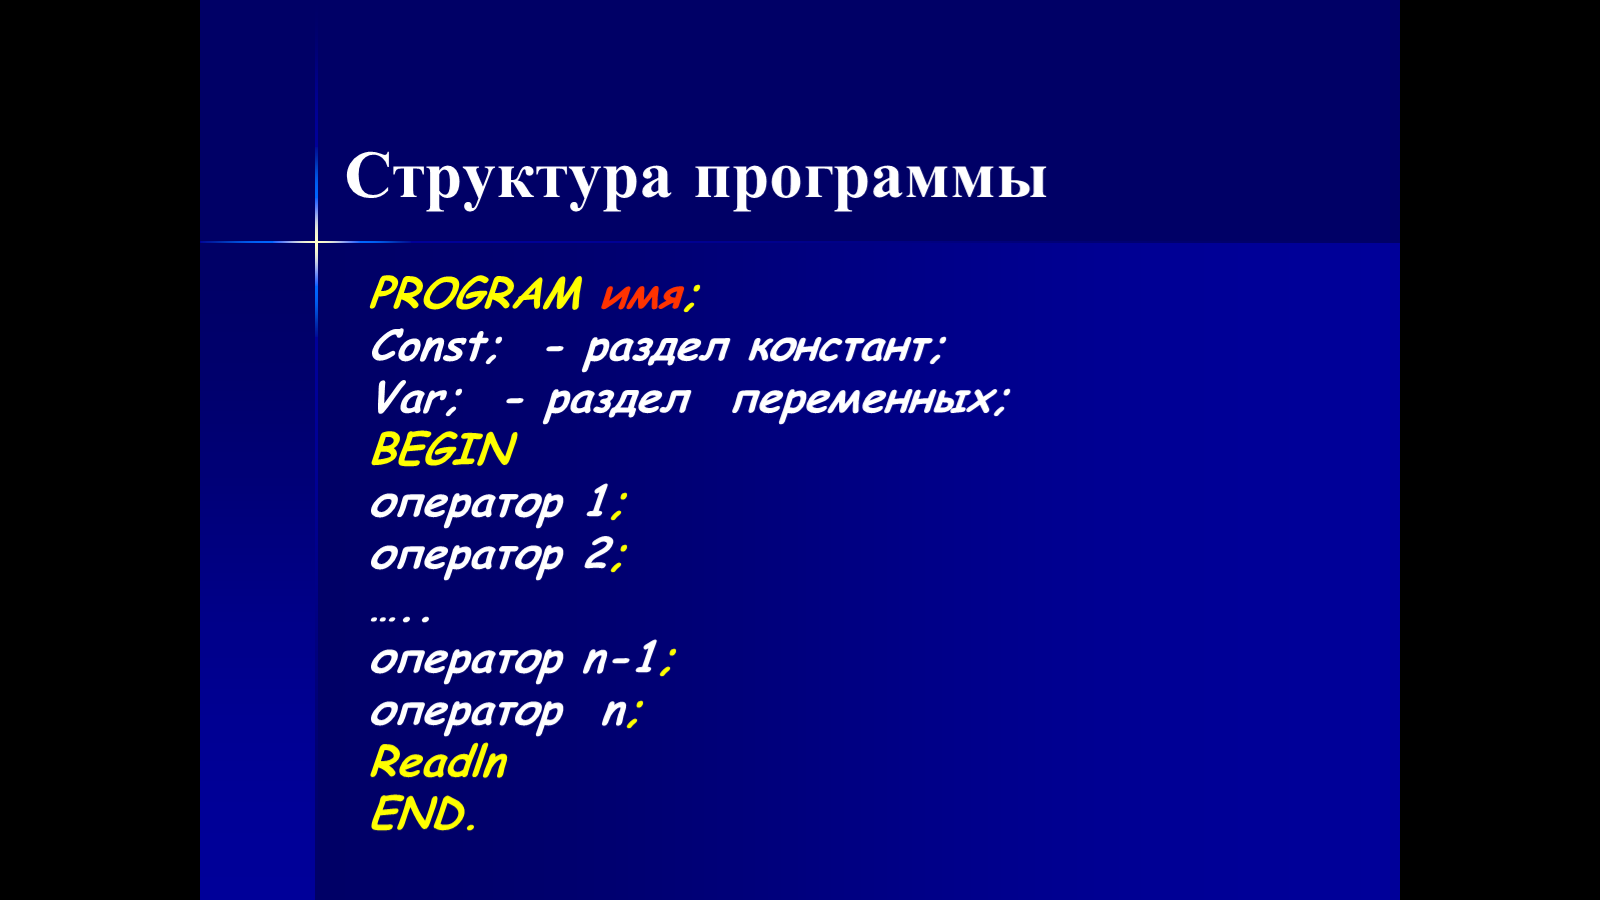 Структура программы
PROGRAM имя;
Const;  - раздел констант;
Var;  - раздел  переменных;
BEGIN
оператор 1;
оператор 2;
…..
оператор n-1;
оператор  n;
Readln
END.